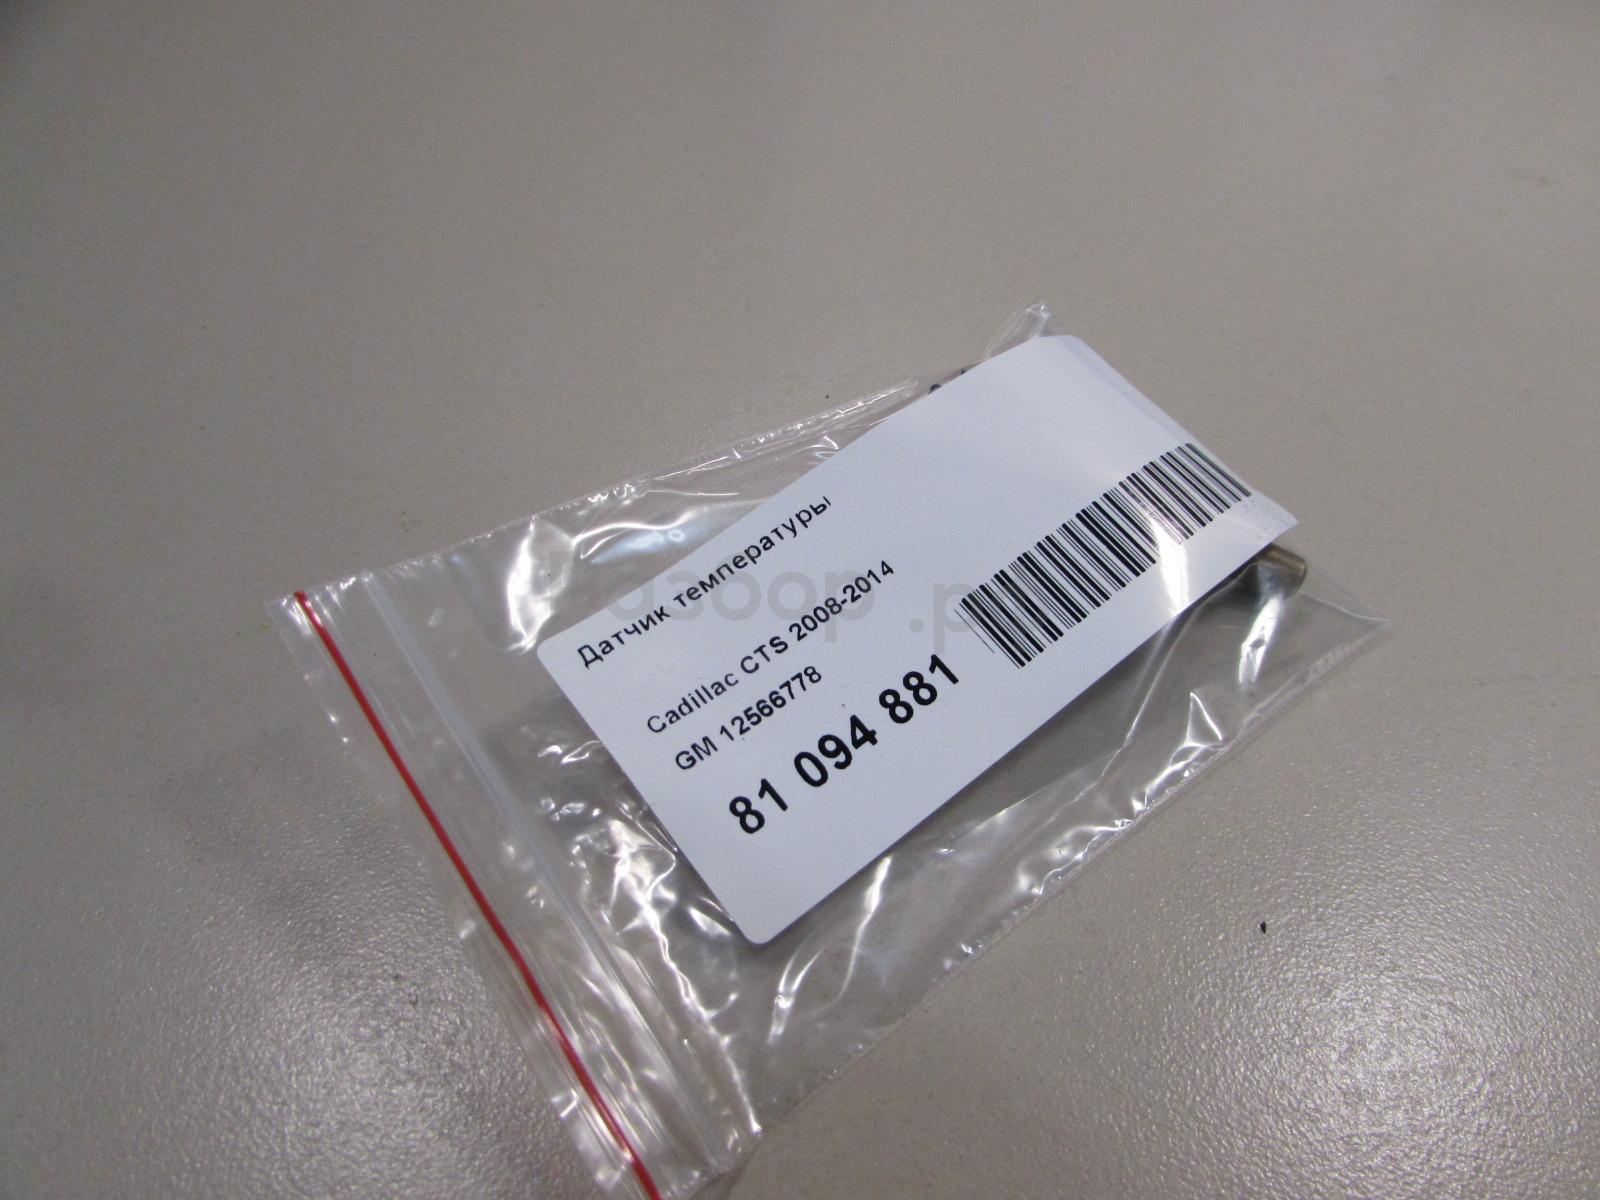 Датчик температуры
Cadillac CTS 2008-2014
GM 12566778
81 094 881